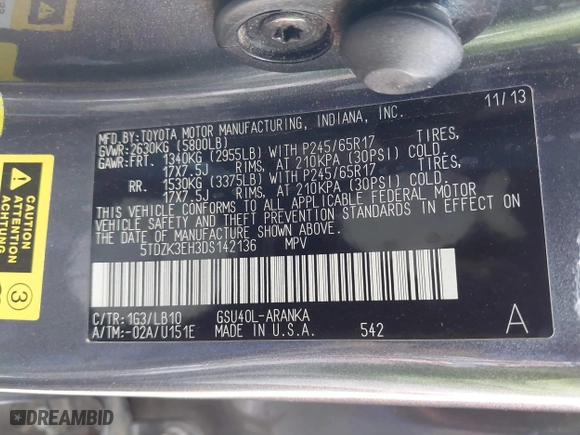 MFD.BY:TOYOTA MOTOR MANUFACTURING, INDIANA, INC. 11/13
GVWR:2630KG (5800LB)
GAWR:FRT. 1340KG (2955LB) WITH P245/65R17 TIRES,
17X7.5J RIMS, AT 210KPA (30PSI) COLD.
RR. 1530KG (3375LB) WITH P245/65R17 TIRES,
17X7.5J RIMS, AT 210KPA (30PSI) COLD.
THIS VEHICLE CONFORMS TO ALL APPLICABLE FEDERAL MOTOR
VEHICLE SAFETY AND THEFT PREVENTION STANDARDS IN EFFECT ON
THE DATE OF MANUFACTURE SHOWN ABOVE.
5TDZK3EH3DS142136 MPV
C/TR:1G3/LB10 GSU40L-ARANKA
A/TM:-02A/U151E MADE IN U.S.A. 542 A
CAUTION
ATTENTION
ACHTUNG
3
DREAMBID